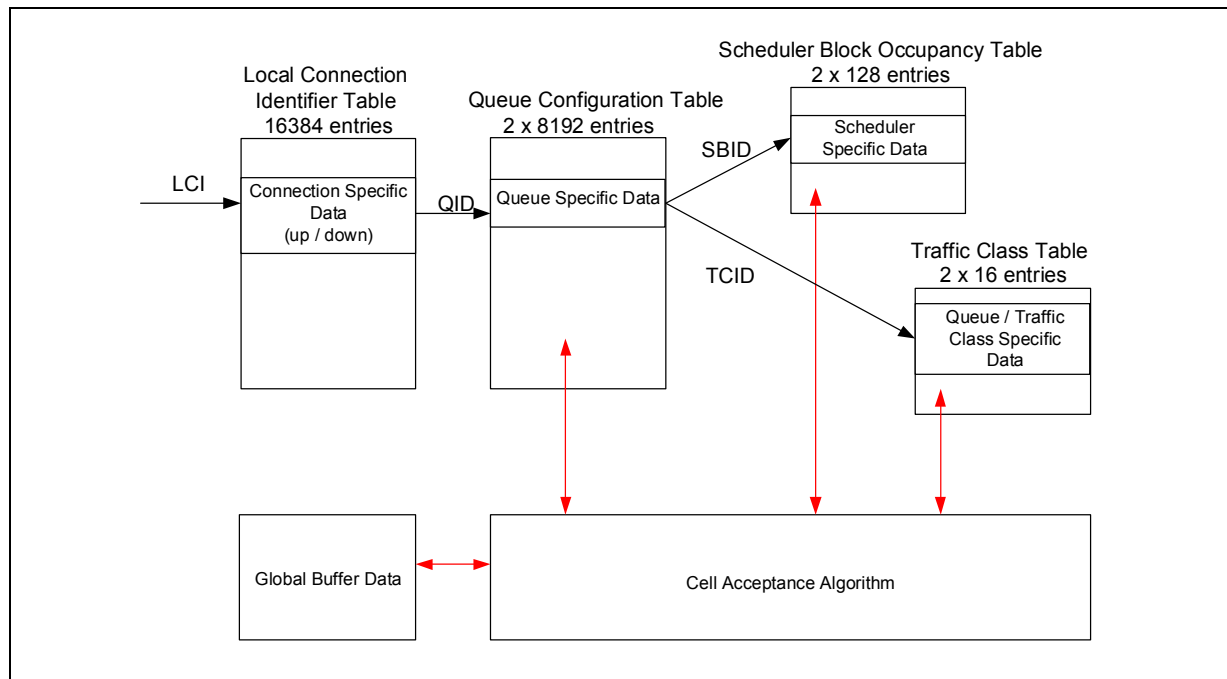 Scheduler Block Occupancy Table
2 x 128 entries
Local Connection
Identifier Table
16384 entries
Queue Configuration Table
2 x 8192 entries
Scheduler
Specific Data
SBID
LCI
Connection Specific
Data
(up / down)
QID
Queue Specific Data
TCID
Traffic Class Table
2 x 16 entries
Queue / Traffic
Class Specific
Data
Global Buffer Data
Cell Acceptance Algorithm